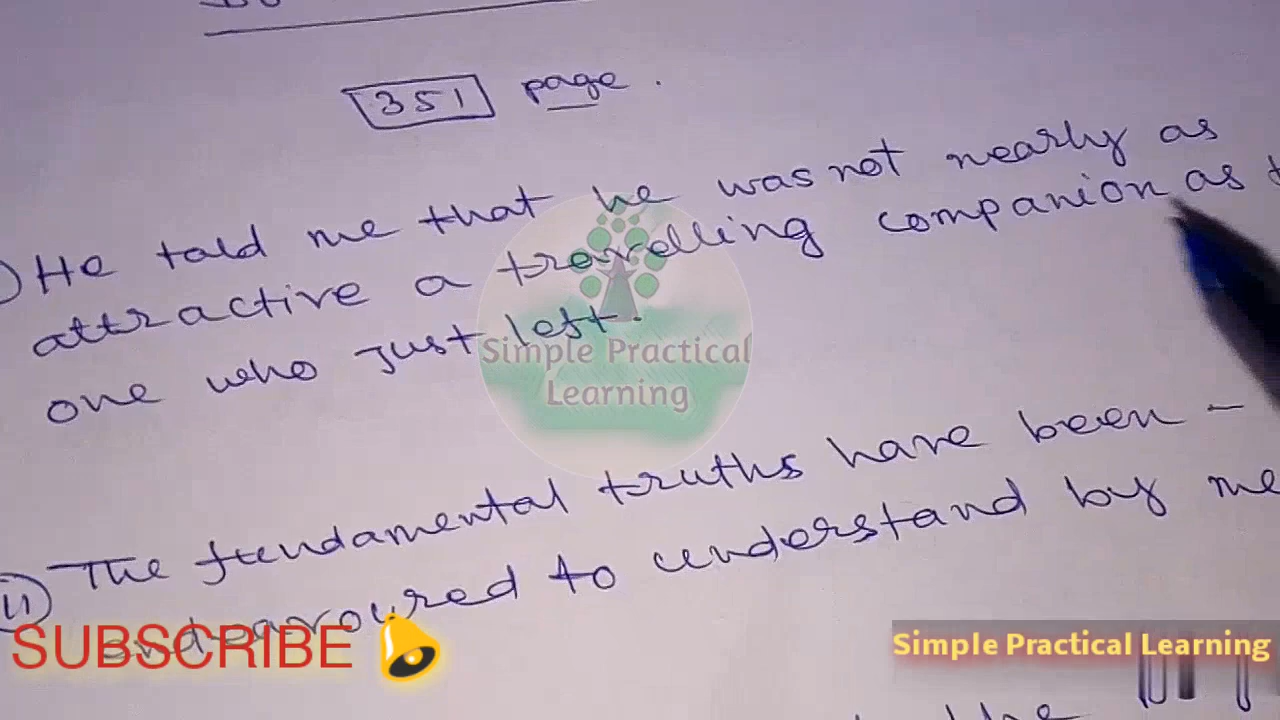 351 page.
He told me that he was not nearly as
attractive a travelling companion as
one who just left.
Simple Practical
Learning
The fundamental truths have been -
endeavoured to understand by me
SUBSCRIBE
Simple Practical Learning
the